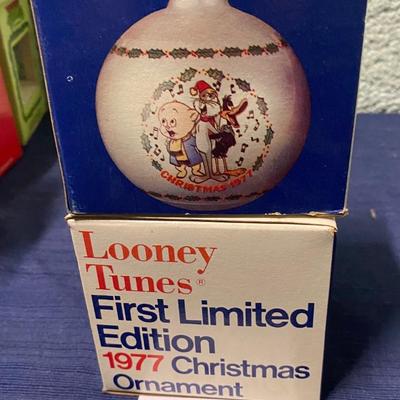 CHRISTMAS 1977
Looney
Tunes®
First Limited
Edition
1977 Christmas
Ornament